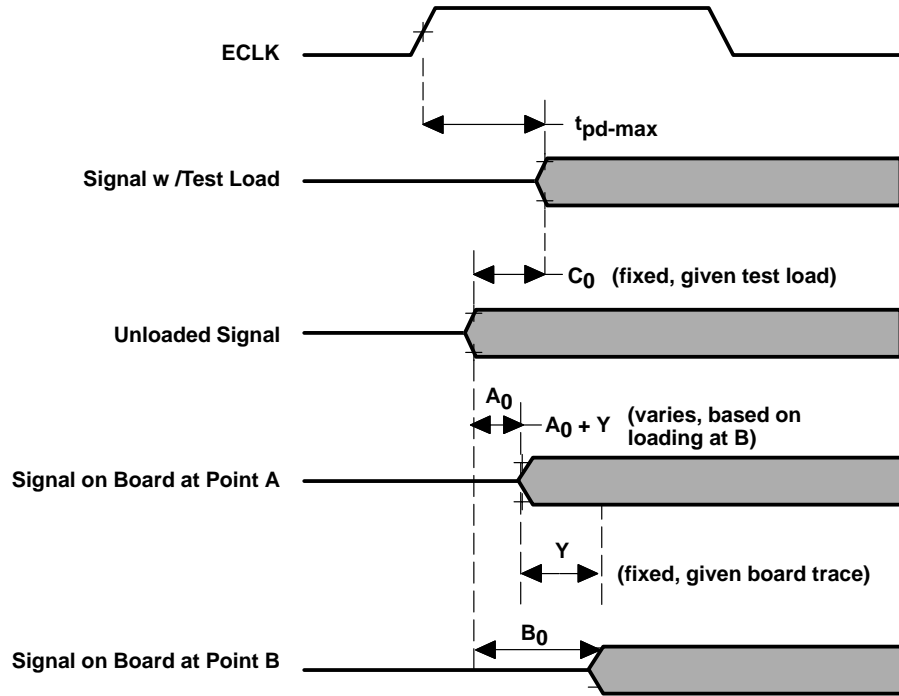 ECLK
tpd-max
Signal w /Test Load
C0 (fixed, given test load)
Unloaded Signal
A0
A0 + Y (varies, based on
loading at B)
Signal on Board at Point A
Y
(fixed, given board trace)
B0
Signal on Board at Point B